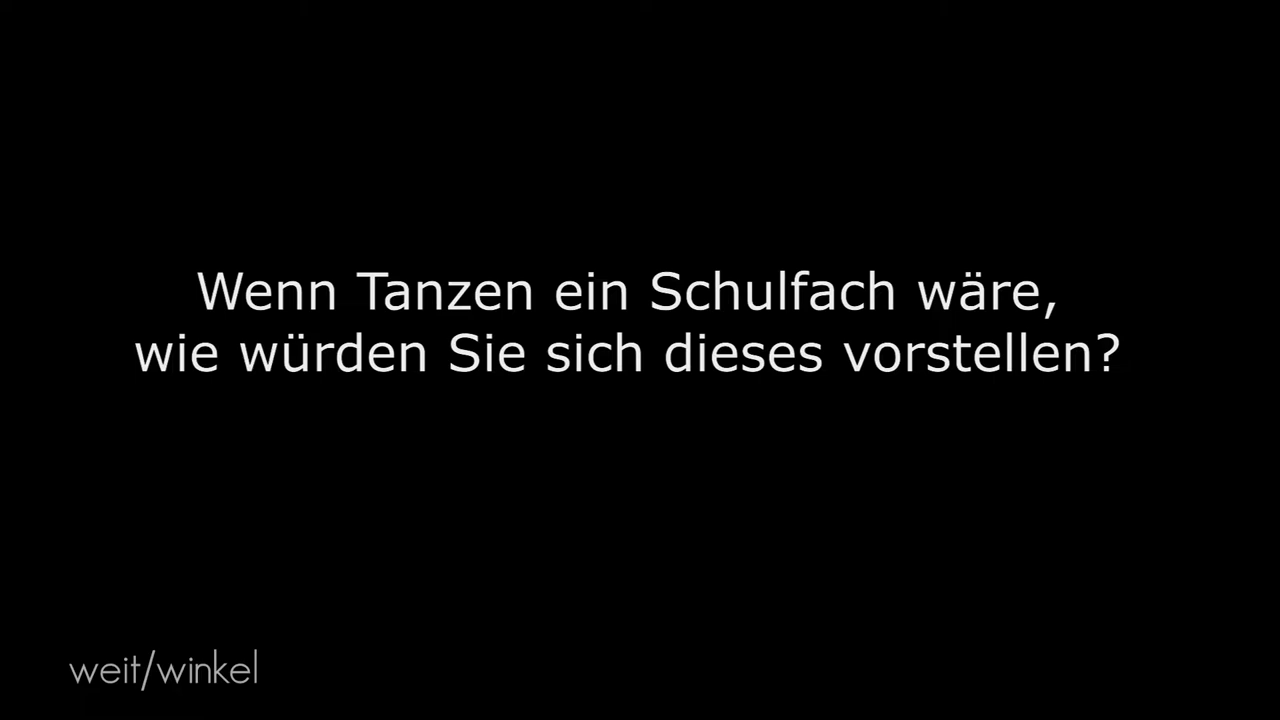 Wenn Tanzen ein Schulfach wäre,
wie würden Sie sich dieses vorstellen?
weit/winkel